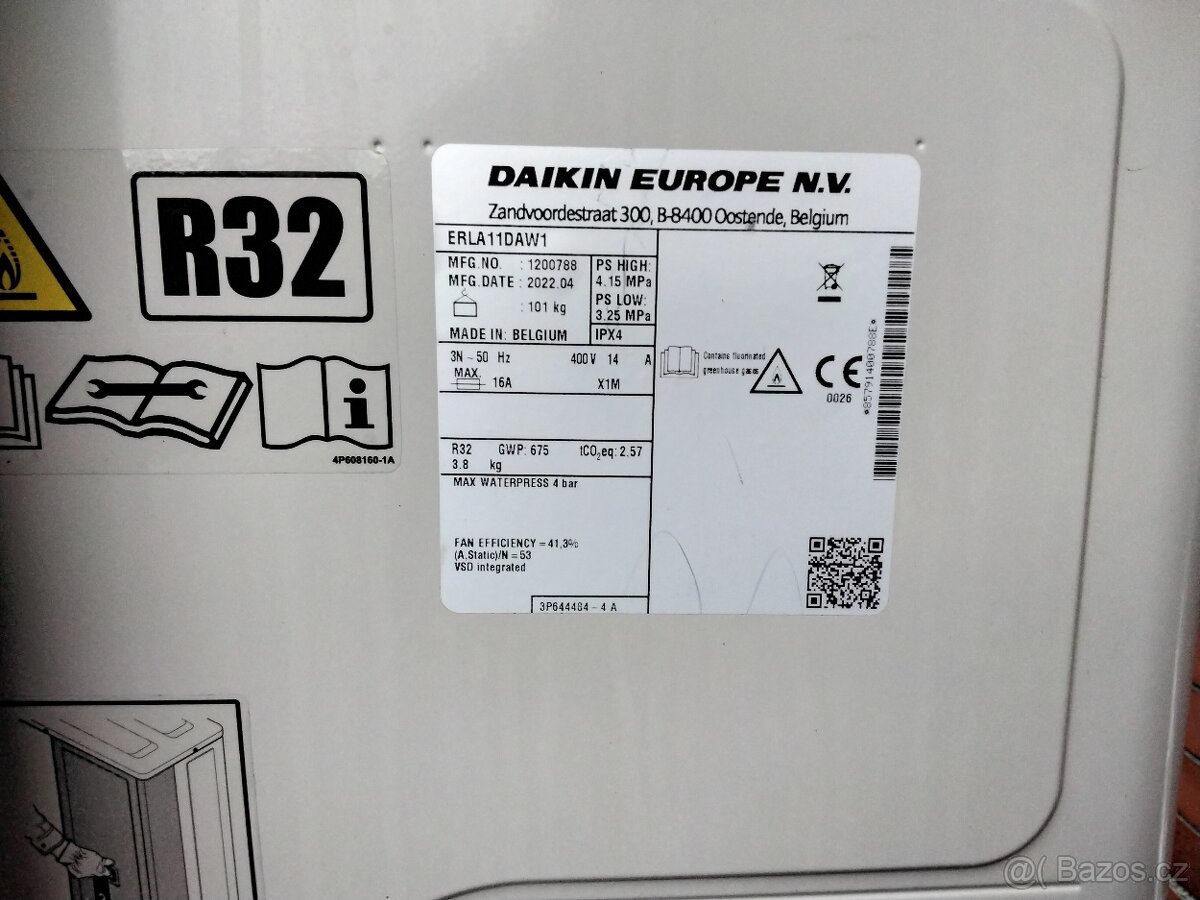 R32
4P608160-1A
DAIKIN EUROPE N.V.
Zandvoordestraat 300, B-8400 Oostende, Belgium
ERLA11DAW1
MFG.NO. : 1200788
MFG.DATE : 2022.04
: 101 kg
MADE IN: BELGIUM
PS HIGH:
4.15 MPa
PS LOW:
3.25 MPa
IPX4
3N ~ 50 Hz 400V 14 A
MAX. 16A X1M
R32 GWP: 675 tCO2eq: 2.57
3.8 kg
MAX WATERPRESS 4 bar
FAN EFFICIENCY = 41,3%
(A.Static)/N = 53
VSD integrated
3P644484-4 A
Contains fluorinated
greenhouse gases
CE
0026
*85791400788E*
@( Bazos.cz